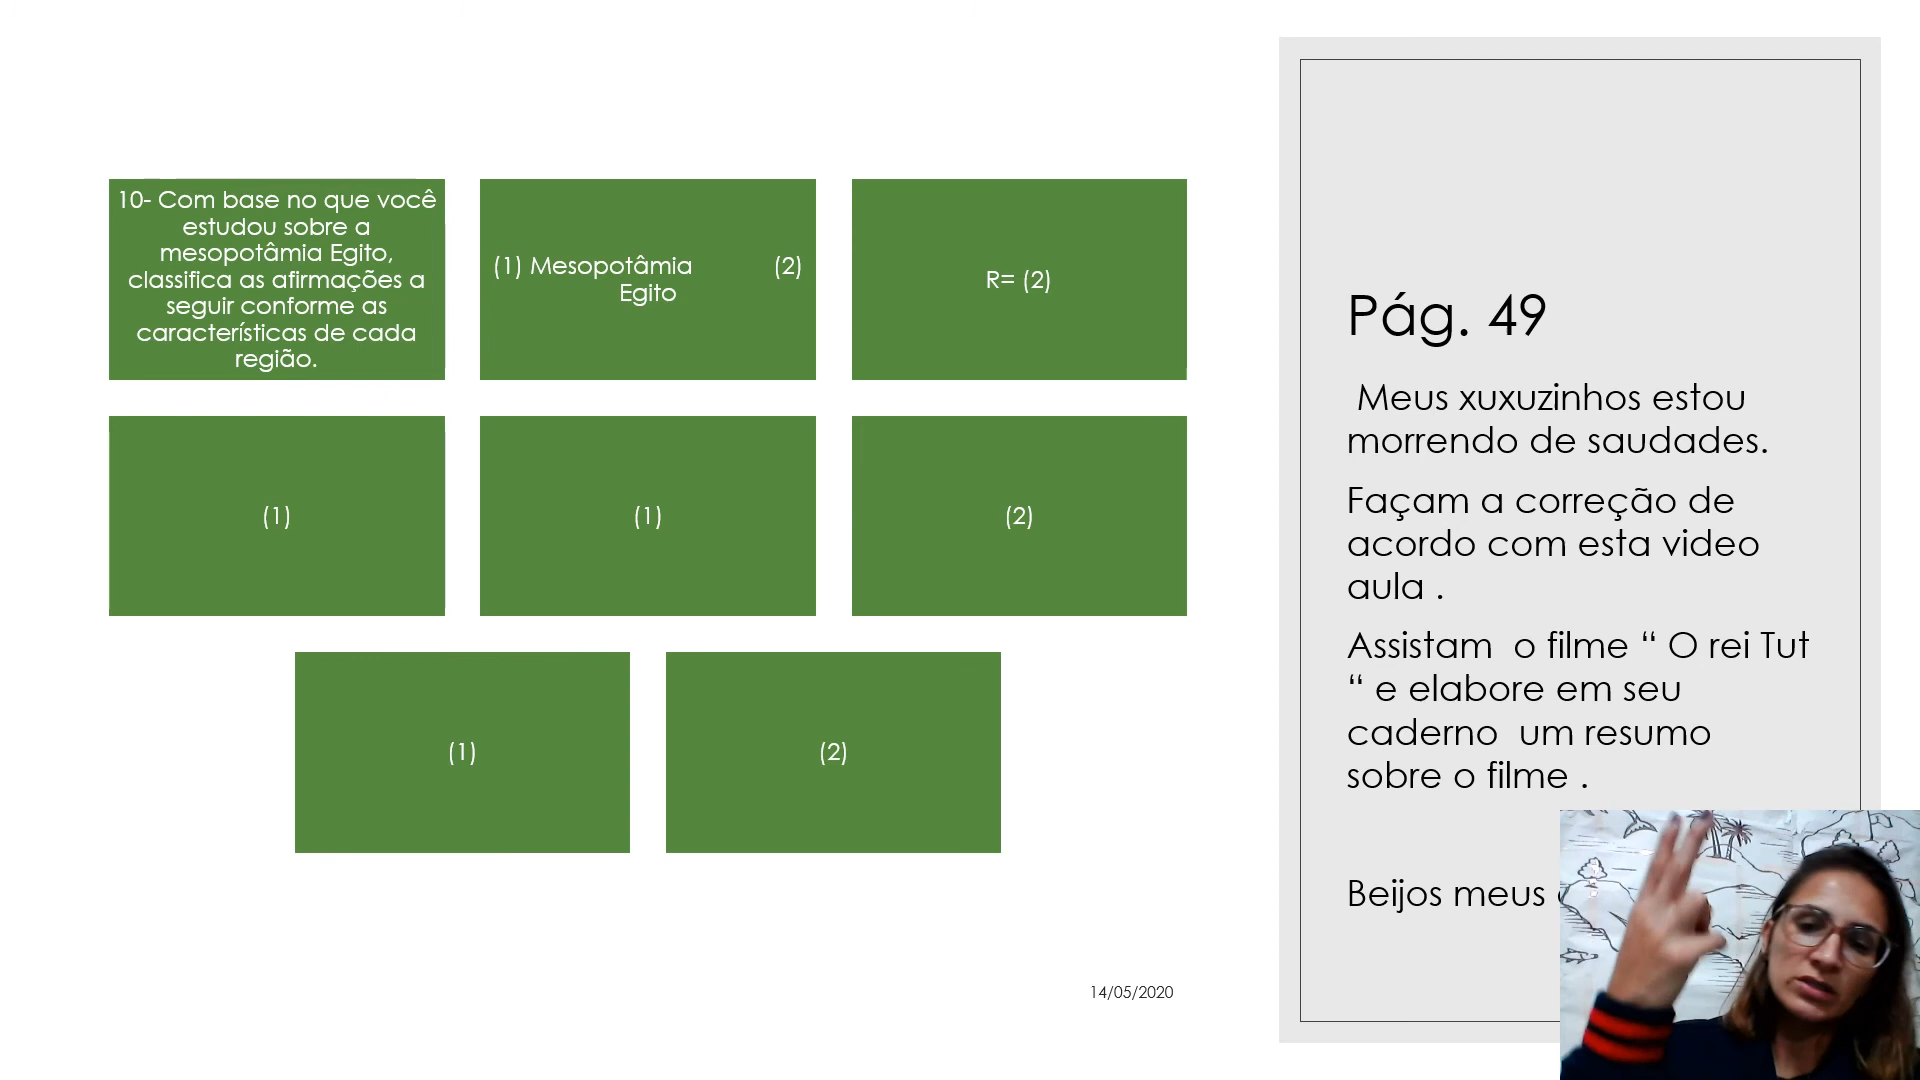 10- Com base no que você
estudou sobre a
mesopotâmia Egito,
classifica as afirmações a
seguir conforme as
características de cada
região.
(1) Mesopotâmia (2)
Egito
R= (2)
(1)
(1)
(2)
(1)
(2)
Pág. 49
Meus xuxuzinhos estou
morrendo de saudades.
Façam a correção de
acordo com esta video
aula .
Assistam o filme “ O rei Tut
“ e elabore em seu
caderno um resumo
sobre o filme .
Beijos meus
14/05/2020